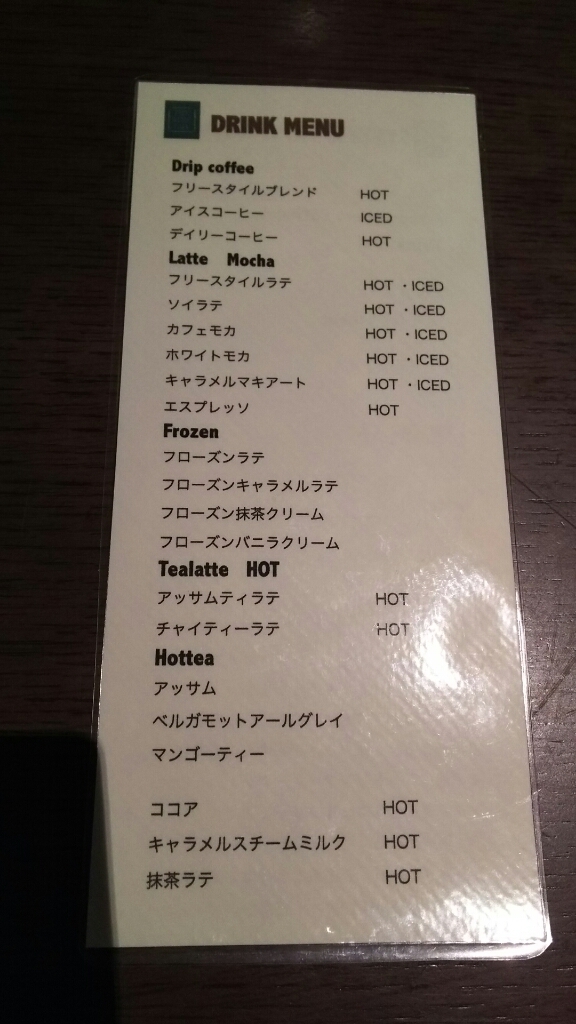 DRINK MENU
Drip coffee
フリースタイルブレンド HOT
アイスコーヒー ICED
デイリーコーヒー HOT
Latte Mocha
フリースタイルラテ HOT ・ICED
ソイラテ HOT ・ICED
カフェモカ HOT ・ICED
ホワイトモカ HOT ・ICED
キャラメルマキアート HOT ・ICED
エスプレッソ HOT
Frozen
フローズンラテ
フローズンキャラメルラテ
フローズン抹茶クリーム
フローズンバニラクリーム
Tealatte HOT
アッサムティラテ HOT
チャイティーラテ HOT
Hottea
アッサム
ベルガモットアールグレイ
マンゴーティー
ココア HOT
キャラメルスチームミルク HOT
抹茶ラテ HOT